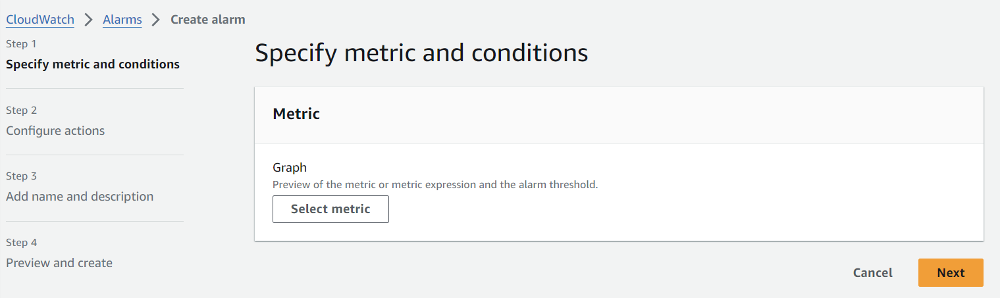 CloudWatch > Alarms > Create alarm
Step 1
Specify metric and conditions
Step 2
Configure actions
Step 3
Add name and description
Step 4
Preview and create
Specify metric and conditions
Metric
Graph
Preview of the metric or metric expression and the alarm threshold.
Select metric
Cancel Next